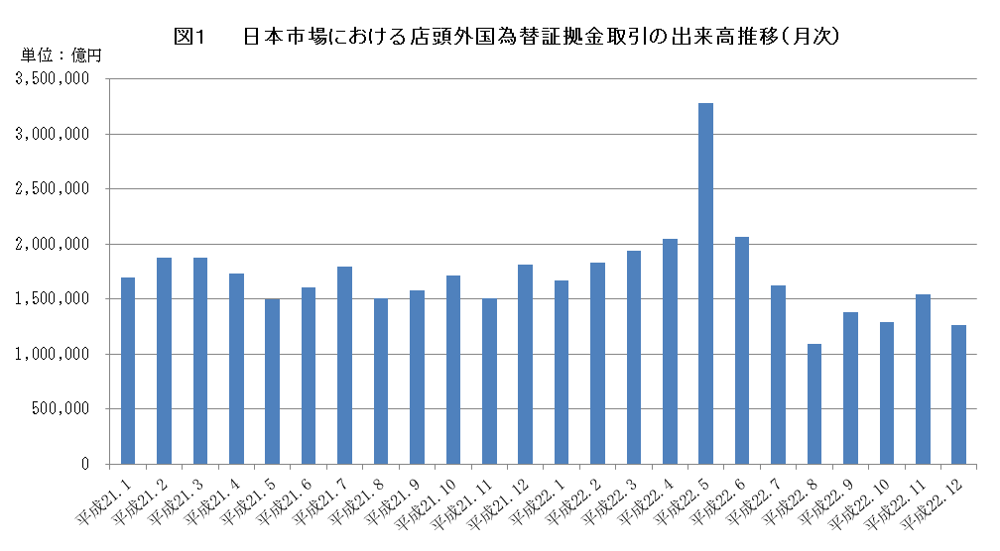 図1 日本市場における店頭外国為替証拠金取引の出来高推移(月次)
単位：億円
3,500,000
3,000,000
2,500,000
2,000,000
1,500,000
1,000,000
500,000
0
平成21.1
平成21.2
平成21.3
平成21.4
平成21.5
平成21.6
平成21.7
平成21.8
平成21.9
平成21.10
平成21.11
平成21.12
平成22.1
平成22.2
平成22.3
平成22.4
平成22.5
平成22.6
平成22.7
平成22.8
平成22.9
平成22.10
平成22.11
平成22.12